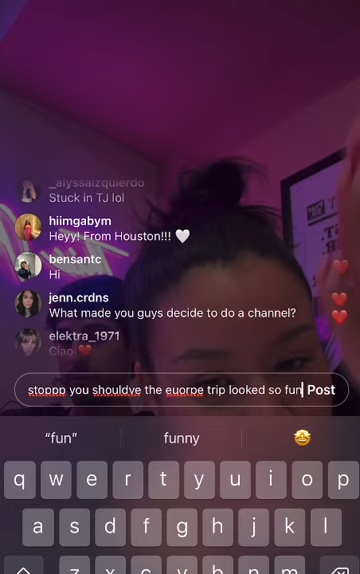 _alyssaizquierdo
Stuck in TJ lol
hiimgabym
Heyy! From Houston!!! 🤍
bensantc
Hi
jenn.crdns
What made you guys decide to do a channel?
elektra_1971
Ciao ❤️
stoppp you shouldve the euorpe trip looked so fun Post
“fun” funny 🤩
q w e r t y u i o p
a s d f g h j k l
z x c v b n m